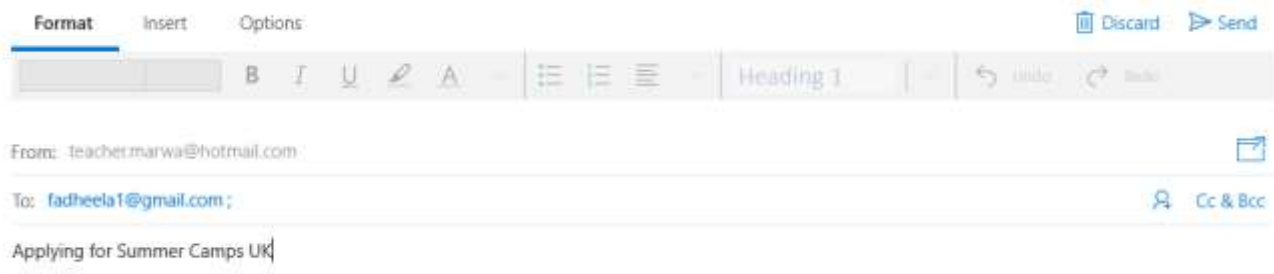 Format Insert Options Discard Send
B I U A Heading 1 Undo Redo
From: teacher.marwa@hotmail.com
To: fadheela1@gmail.com ; Cc & Bcc
Applying for Summer Camps UK